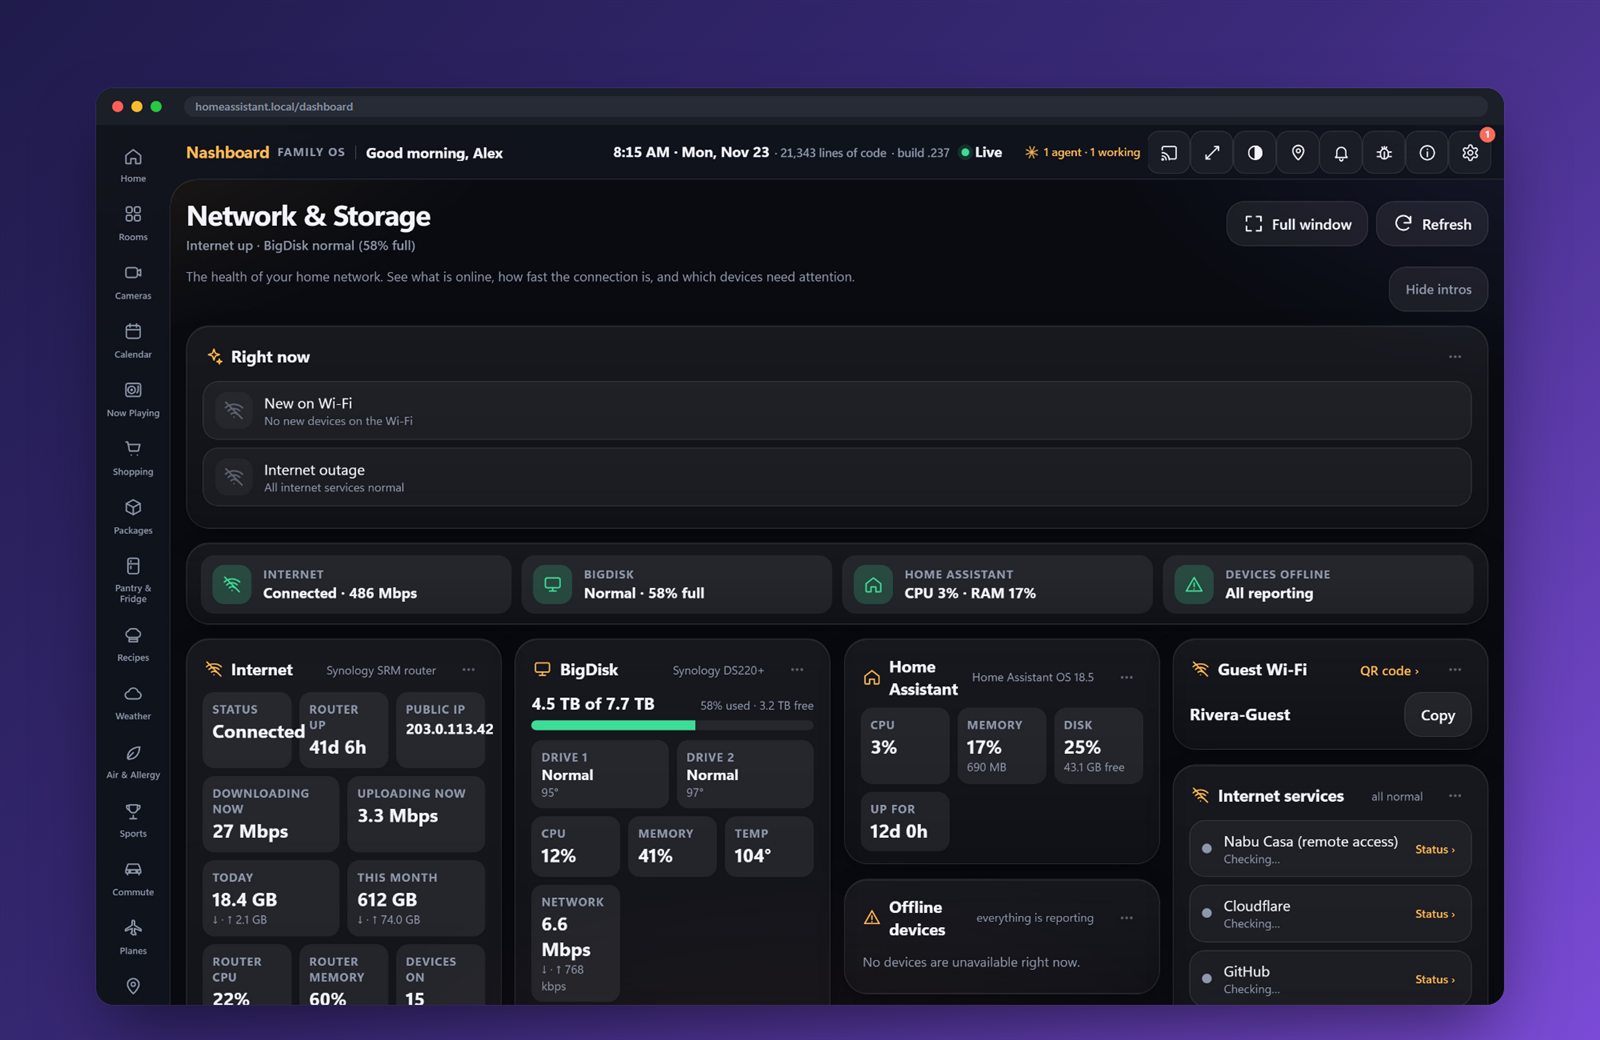 homeassistant.local/dashboard
Nashboard FAMILY OS Good morning, Alex
8:15 AM · Mon, Nov 23 · 21,343 lines of code · build .237 Live
1 agent · 1 working
1
Home
Rooms
Cameras
Calendar
Now Playing
Shopping
Packages
Pantry &
Fridge
Recipes
Weather
Air & Allergy
Sports
Commute
Planes
Network & Storage
Internet up · BigDisk normal (58% full)
The health of your home network. See what is online, how fast the connection is, and which devices need attention.
Full window
Refresh
Hide intros
Right now
New on Wi-Fi
No new devices on the Wi-Fi
Internet outage
All internet services normal
INTERNET
Connected · 486 Mbps
BIGDISK
Normal · 58% full
HOME ASSISTANT
CPU 3% · RAM 17%
DEVICES OFFLINE
All reporting
Internet Synology SRM router
STATUS
Connected
ROUTER
UP
41d 6h
PUBLIC IP
203.0.113.42
DOWNLOADING
NOW
27 Mbps
UPLOADING NOW
3.3 Mbps
TODAY
18.4 GB
↓ · ↑ 2.1 GB
THIS MONTH
612 GB
↓ · ↑ 74.0 GB
ROUTER
CPU
22%
ROUTER
MEMORY
60%
DEVICES
ON
15
BigDisk Synology DS220+
4.5 TB of 7.7 TB 58% used · 3.2 TB free
DRIVE 1
Normal
95°
DRIVE 2
Normal
97°
CPU
12%
MEMORY
41%
TEMP
104°
NETWORK
6.6
Mbps
↓ · ↑ 768
kbps
Home
Assistant
Home Assistant OS 18.5
CPU
3%
MEMORY
17%
690 MB
DISK
25%
43.1 GB free
UP FOR
12d 0h
Offline
devices
everything is reporting
No devices are unavailable right now.
Guest Wi-Fi QR code ›
Rivera-Guest Copy
Internet services all normal
Nabu Casa (remote access)
Checking...
Status ›
Cloudflare
Checking...
Status ›
GitHub
Checking...
Status ›